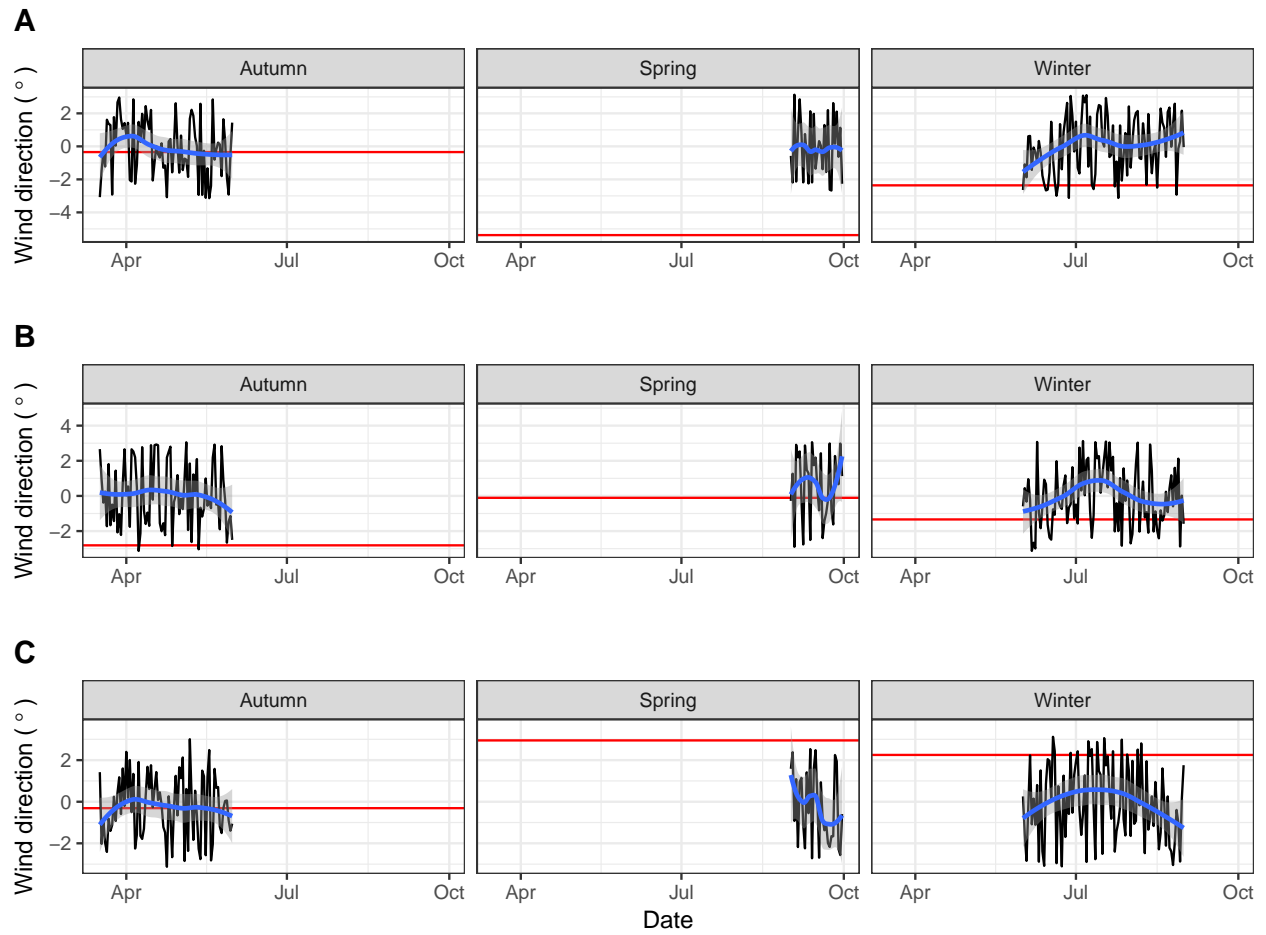 A
Autumn Spring Winter
Wind direction ( ° )
2
0
−2
−4
Apr Jul Oct Apr Jul Oct Apr Jul Oct
B
Autumn Spring Winter
Wind direction ( ° )
4
2
0
−2
Apr Jul Oct Apr Jul Oct Apr Jul Oct
C
Autumn Spring Winter
Wind direction ( ° )
2
0
−2
Apr Jul Oct Apr Jul Oct Apr Jul Oct
Date